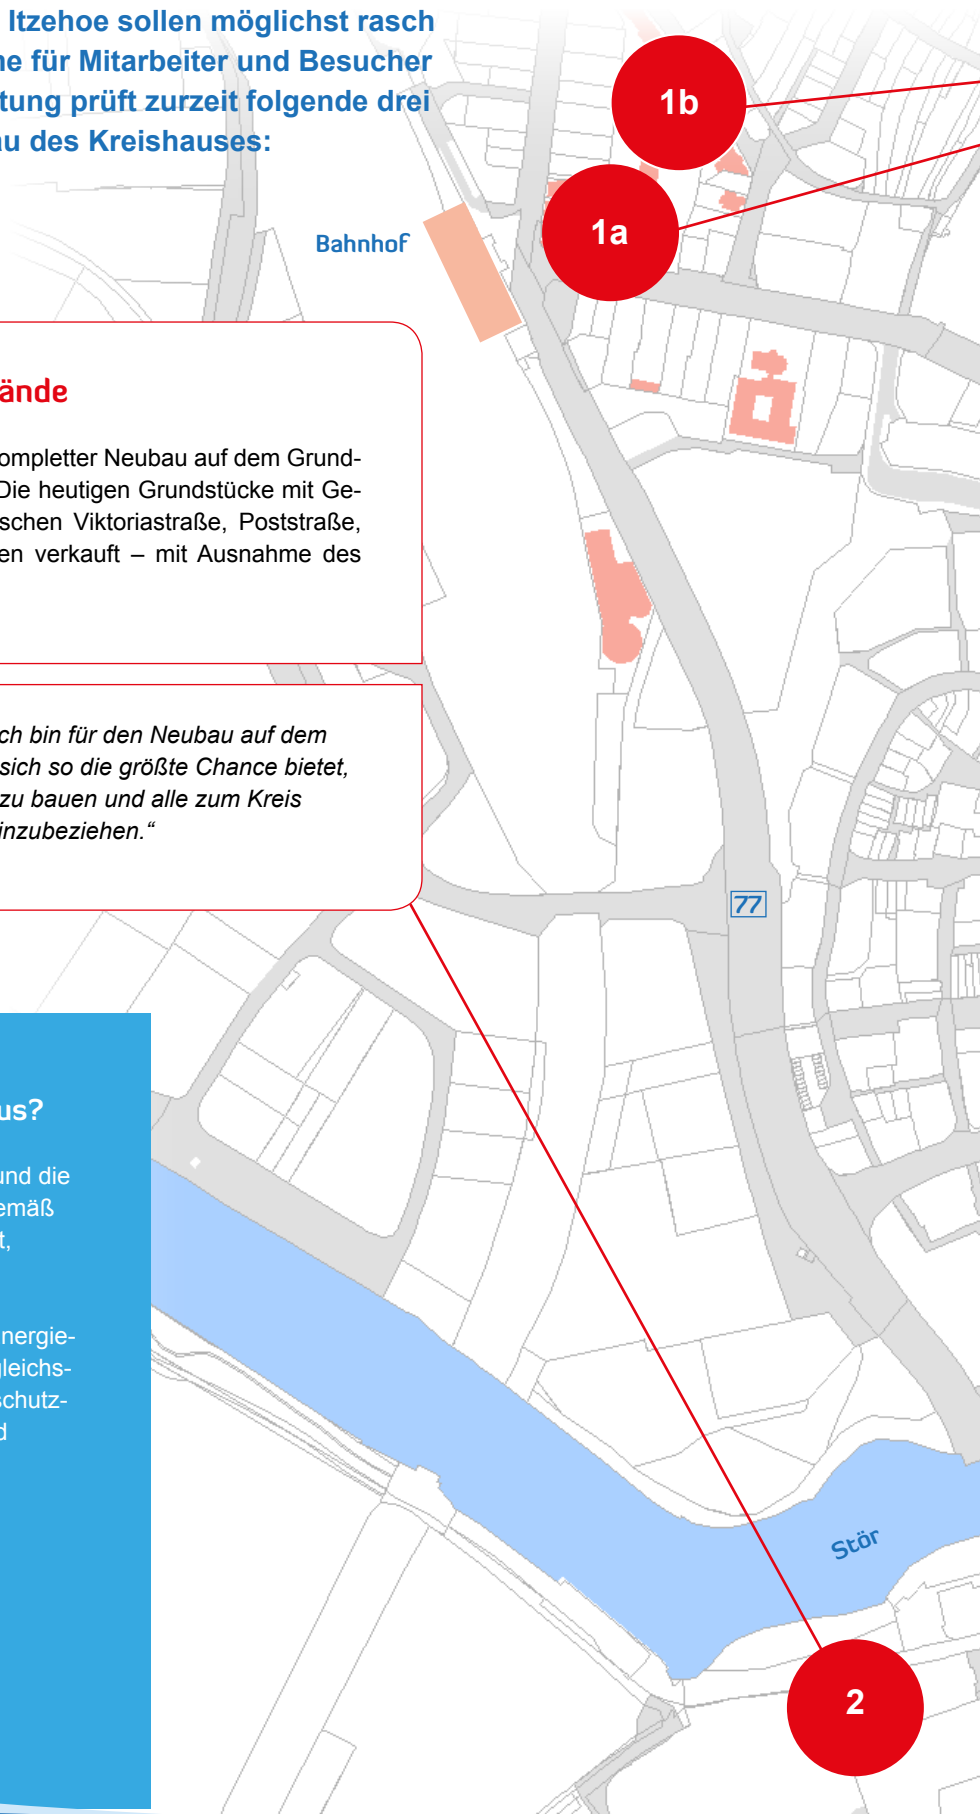 Itzehoe sollen möglichst rasch
ne für Mitarbeiter und Besucher
tung prüft zurzeit folgende drei
au des Kreishauses:
1b
1a
Bahnhof
ände
ompletter Neubau auf dem Grund-
Die heutigen Grundstücke mit Ge-
schen Viktoriastraße, Poststraße,
en verkauft – mit Ausnahme des
ch bin für den Neubau auf dem
sich so die größte Chance bietet,
zu bauen und alle zum Kreis
inzubeziehen.“
77
us?
und die
emäß
t,
nergie-
gleichs-
schutz-
d
Stör
2